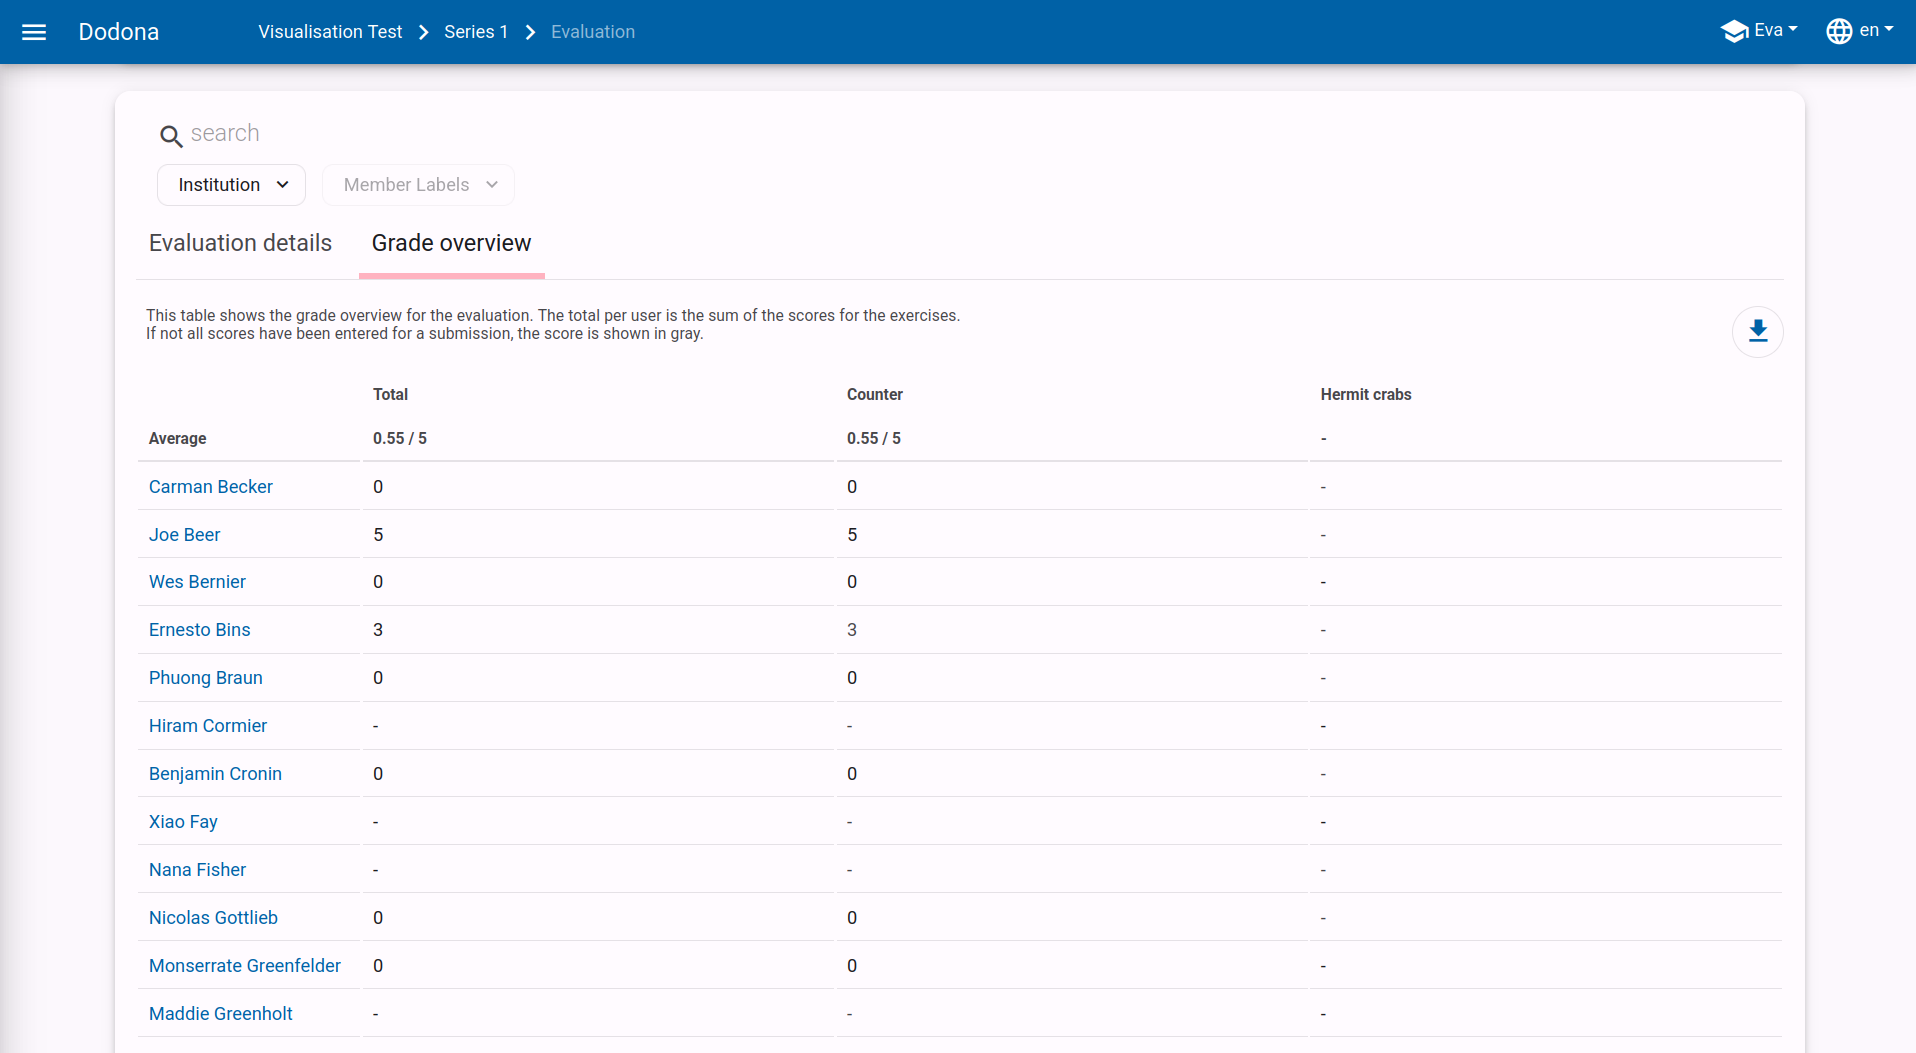 Dodona Visualisation Test Series 1 Evaluation Eva en
search
Institution Member Labels
Evaluation details Grade overview
This table shows the grade overview for the evaluation. The total per user is the sum of the scores for the exercises.
If not all scores have been entered for a submission, the score is shown in gray.
Total Counter Hermit crabs
Average 0.55 / 5 0.55 / 5 -
Carman Becker 0 0 -
Joe Beer 5 5 -
Wes Bernier 0 0 -
Ernesto Bins 3 3 -
Phuong Braun 0 0 -
Hiram Cormier - - -
Benjamin Cronin 0 0 -
Xiao Fay - - -
Nana Fisher - - -
Nicolas Gottlieb 0 0 -
Monserrate Greenfelder 0 0 -
Maddie Greenholt - - -